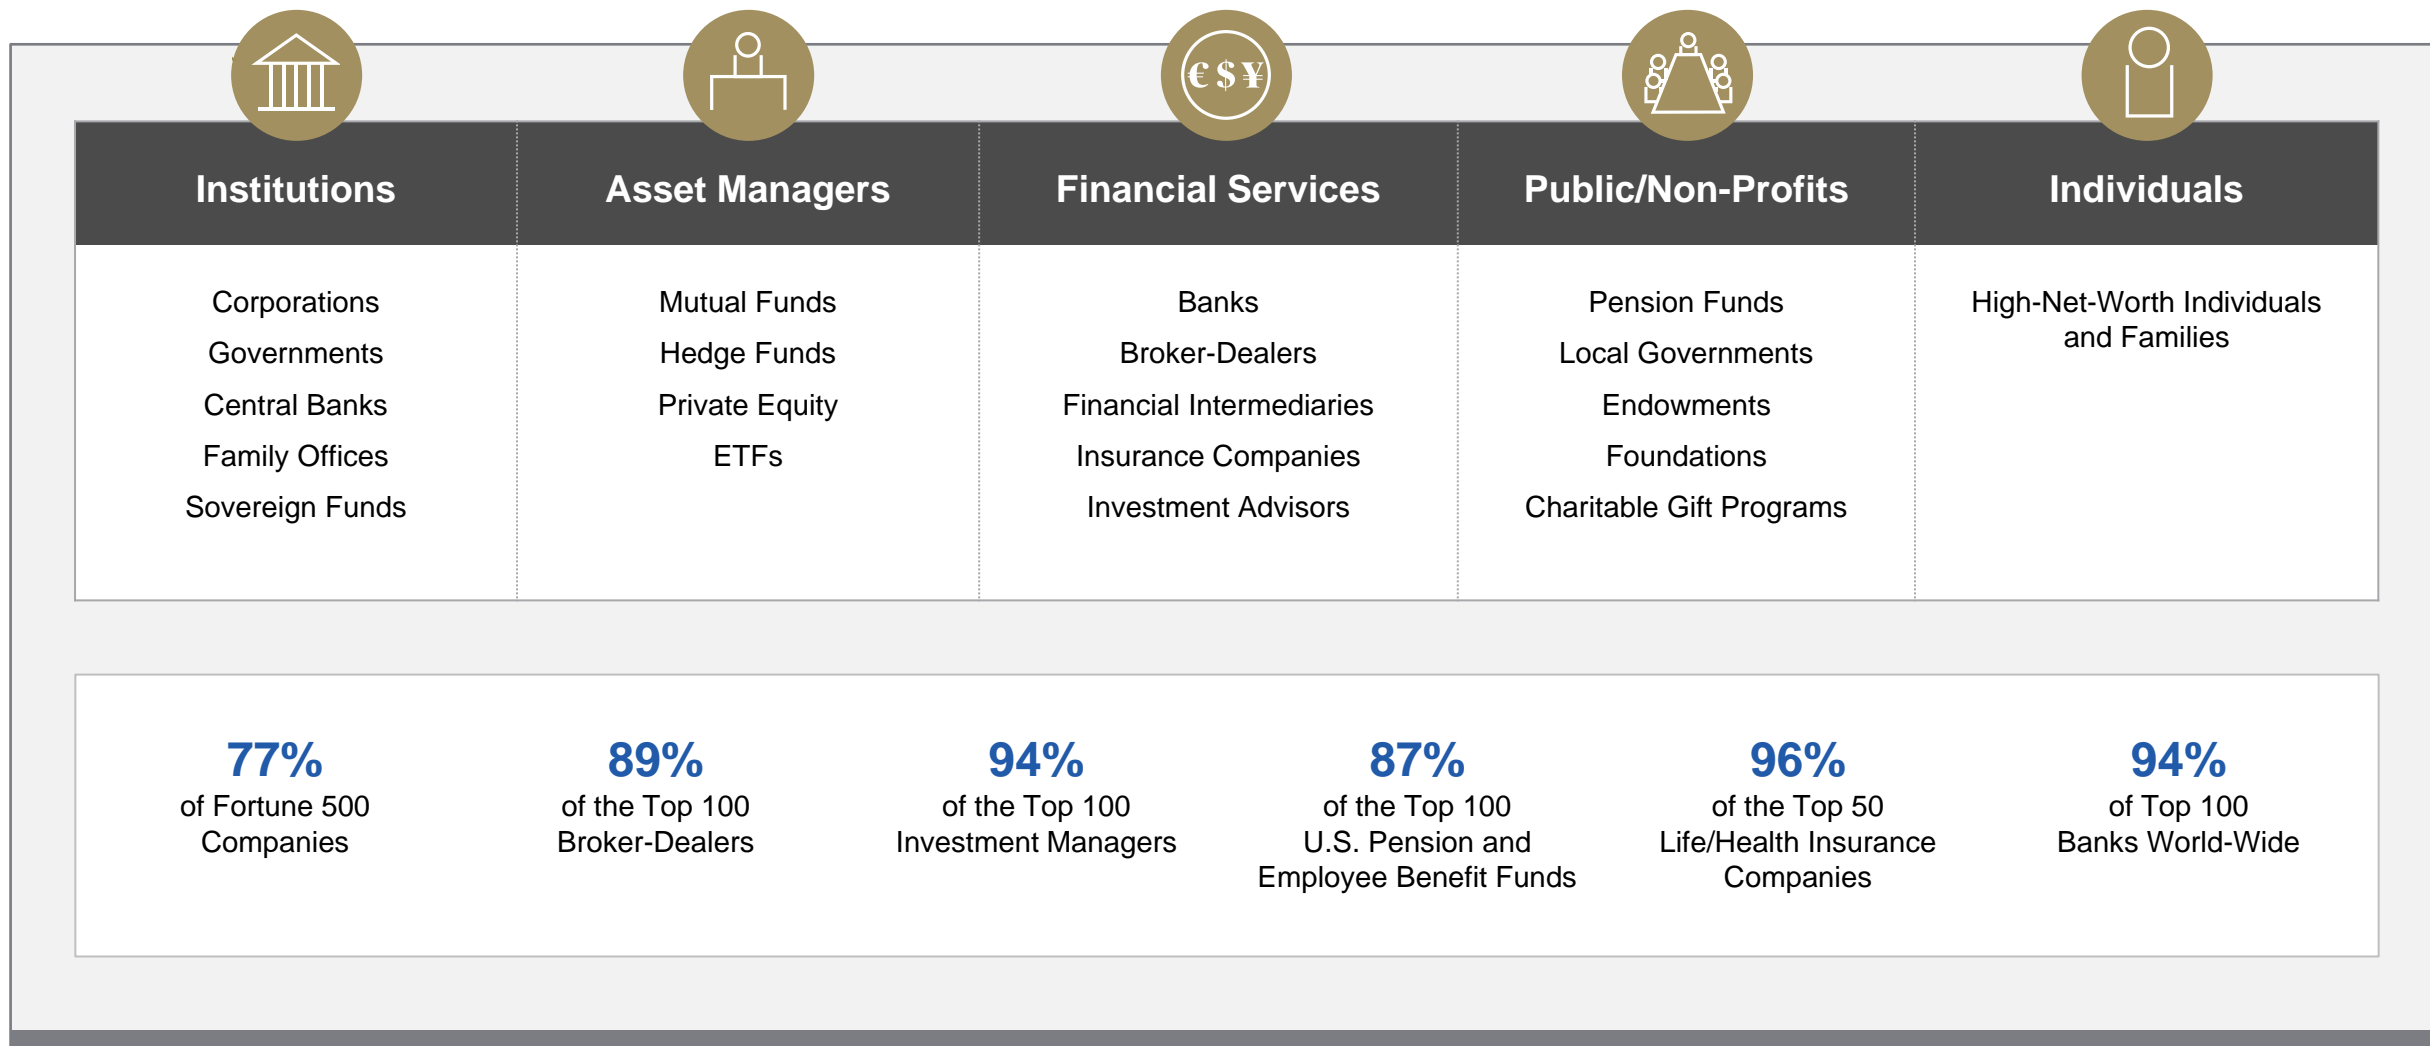 € $ ¥
Institutions
Asset Managers
Financial Services
Public/Non-Profits
Individuals
Corporations
Governments
Central Banks
Family Offices
Sovereign Funds
Mutual Funds
Hedge Funds
Private Equity
ETFs
Banks
Broker-Dealers
Financial Intermediaries
Insurance Companies
Investment Advisors
Pension Funds
Local Governments
Endowments
Foundations
Charitable Gift Programs
High-Net-Worth Individuals
and Families
77%
of Fortune 500
Companies
89%
of the Top 100
Broker-Dealers
94%
of the Top 100
Investment Managers
87%
of the Top 100
U.S. Pension and
Employee Benefit Funds
96%
of the Top 50
Life/Health Insurance
Companies
94%
of Top 100
Banks World-Wide